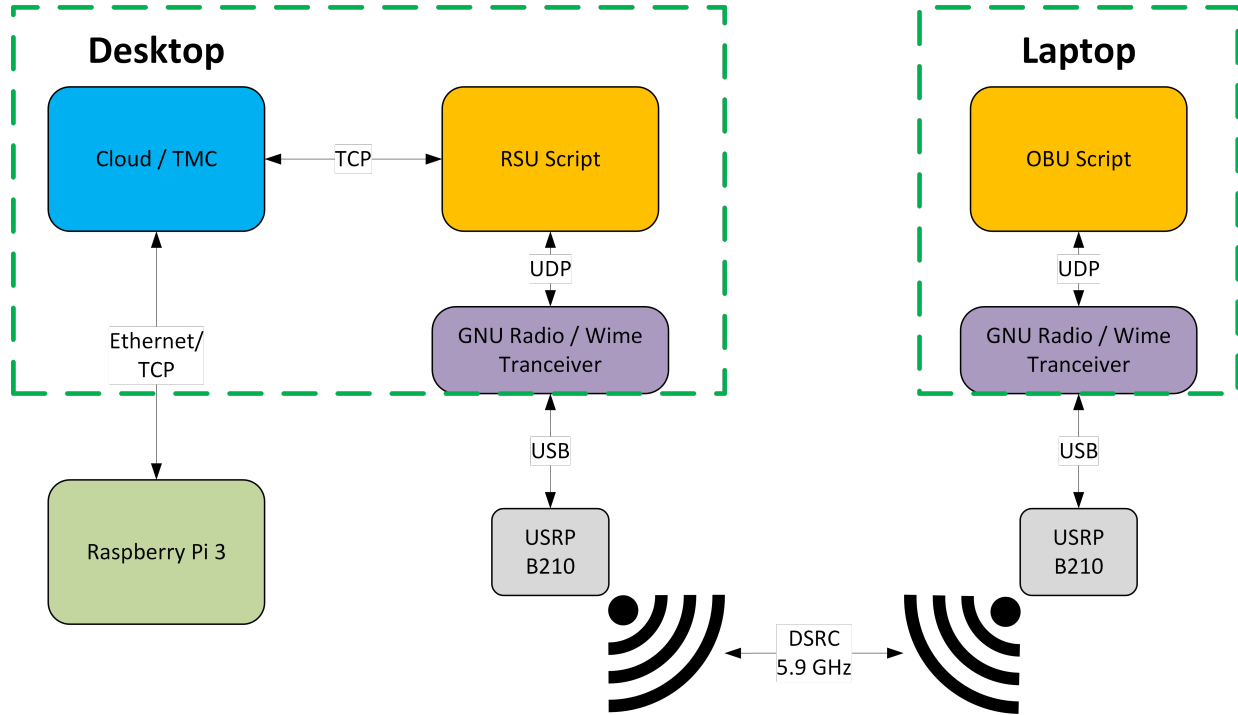 Desktop
Laptop
Cloud / TMC
TCP
RSU Script
OBU Script
UDP
UDP
Ethernet/
TCP
GNU Radio / Wime
Tranceiver
GNU Radio / Wime
Tranceiver
USB
USB
Raspberry Pi 3
USRP
B210
USRP
B210
DSRC
5.9 GHz